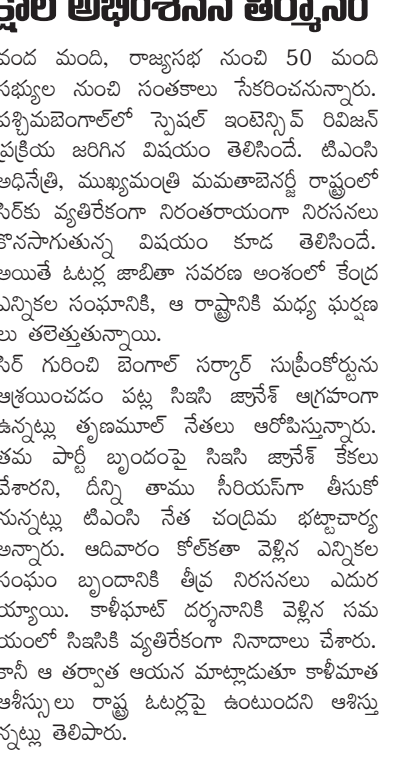 అభిశంసన తీర్మానం
వంద మంది, రాజ్యసభ నుంచి 50 మంది
సభ్యుల నుంచి సంతకాలు సేకరించనున్నారు.
పశ్చిమబెంగాల్‌లో స్పెషల్ ఇంటెన్సివ్ రివిజన్
ప్రక్రియ జరిగిన విషయం తెలిసిందే. టిఎంసి
అధినేత్రి, ముఖ్యమంత్రి మమతాబెనర్జీ రాష్ట్రంలో
సిర్‌కు వ్యతిరేకంగా నిరంతరాయంగా నిరసనలు
కొనసాగుతున్న విషయం కూడ తెలిసిందే.
అయితే ఓటర్ల జాబితా సవరణ అంశంలో కేంద్ర
ఎన్నికల సంఘానికి, ఆ రాష్ట్రానికి మధ్య ఘర్షణ
లు తలెత్తుతున్నాయి.
సిర్ గురించి బెంగాల్ సర్కార్ సుప్రీంకోర్టును
ఆశ్రయించడం పట్ల సిఇసి జ్ఞానేశ్ ఆగ్రహంగా
ఉన్నట్లు తృణమూల్ నేతలు ఆరోపిస్తున్నారు.
తమ పార్టీ బృందంపై సిఇసి జ్ఞానేశ్ కేకలు
వేశారని, దీన్ని తాము సీరియస్‌గా తీసుకో
నున్నట్లు టిఎంసి నేత చంద్రిమ భట్టాచార్య
అన్నారు. ఆదివారం కోల్‌కతా వెళ్లిన ఎన్నికల
సంఘం బృందానికి తీవ్ర నిరసనలు ఎదుర
య్యాయి. కాళీఘాట్ దర్శనానికి వెళ్లిన సమ
యంలో సిఇసికి వ్యతిరేకంగా నినాదాలు చేశారు.
కానీ ఆ తర్వాత ఆయన మాట్లాడుతూ కాళీమాత
ఆశీస్సులు రాష్ట్ర ఓటర్లపై ఉంటుందని ఆశిస్తు
న్నట్లు తెలిపారు.